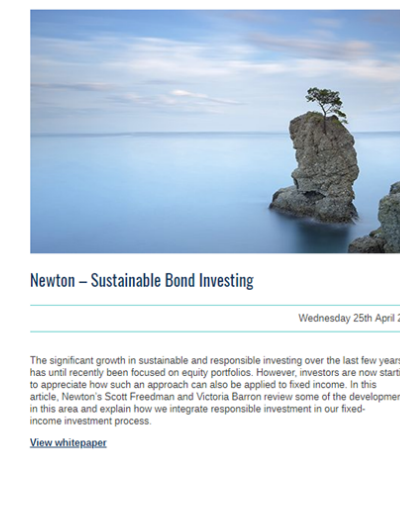 Newton – Sustainable Bond Investing
Wednesday 25th April
The significant growth in sustainable and responsible investing over the last few years
has until recently been focused on equity portfolios. However, investors are now
to appreciate how such an approach can also be applied to fixed income. In this
article, Newton's Scott Freedman and Victoria Barron review some of the
in this area and explain how we integrate responsible investment in our fixed-
income investment process.
View whitepaper